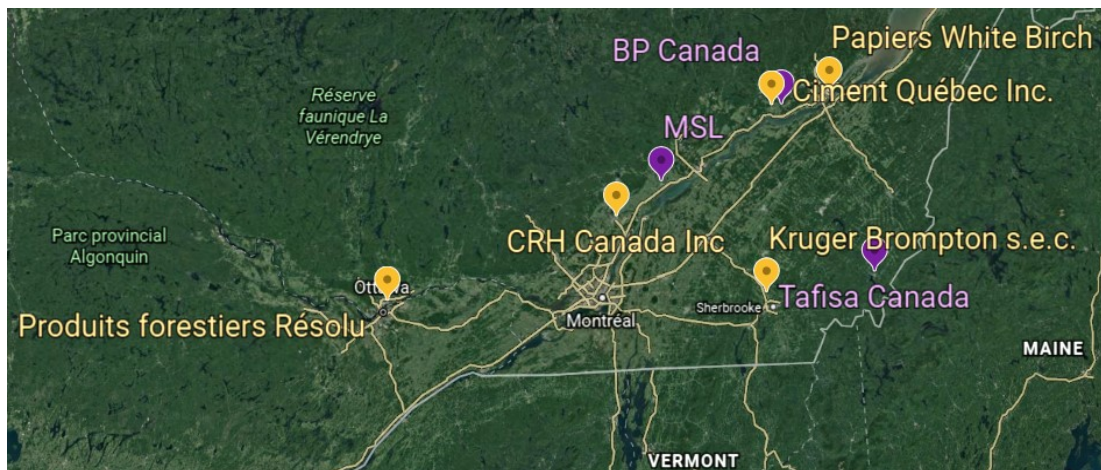 Papiers White Birch
BP Canada
Ciment Québec Inc.
Réserve
faunique La
Vérendrye
MSL
Parc provincial
Algonquin
CRH Canada Inc
Kruger Brompton s.e.c.
Ottawa
Tafisa Canada
Sherbrooke
Produits forestiers Résolu
Montréal
MAINE
VERMONT